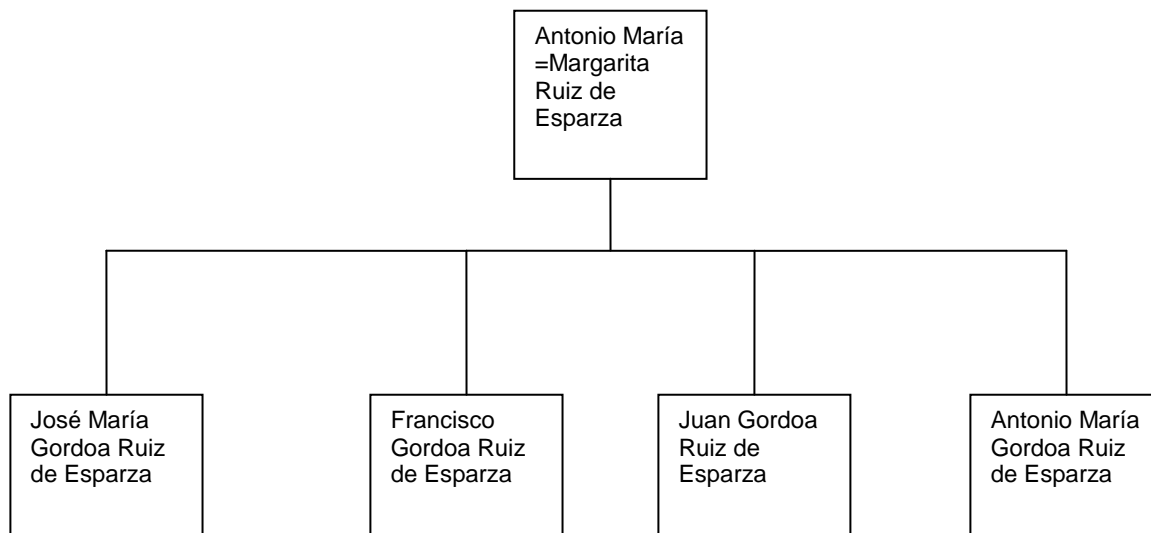 Antonio María
=Margarita
Ruiz de
Esparza
José María
Gordoa Ruiz
de Esparza
Francisco
Gordoa Ruiz
de Esparza
Juan Gordoa
Ruiz de
Esparza
Antonio María
Gordoa Ruiz
de Esparza